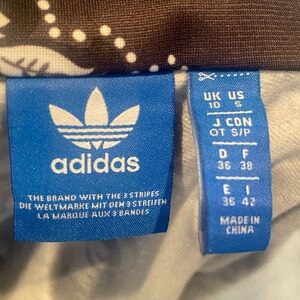 adidas
THE BRAND WITH THE 3 STRIPES
DIE WELTMARKE MIT DEN 3 STREIFEN
LA MARQUE AUX 3 BANDES
UK US
10 S
J CDN
OT S/P
D F
36 38
E I
36 42
MADE IN
CHINA